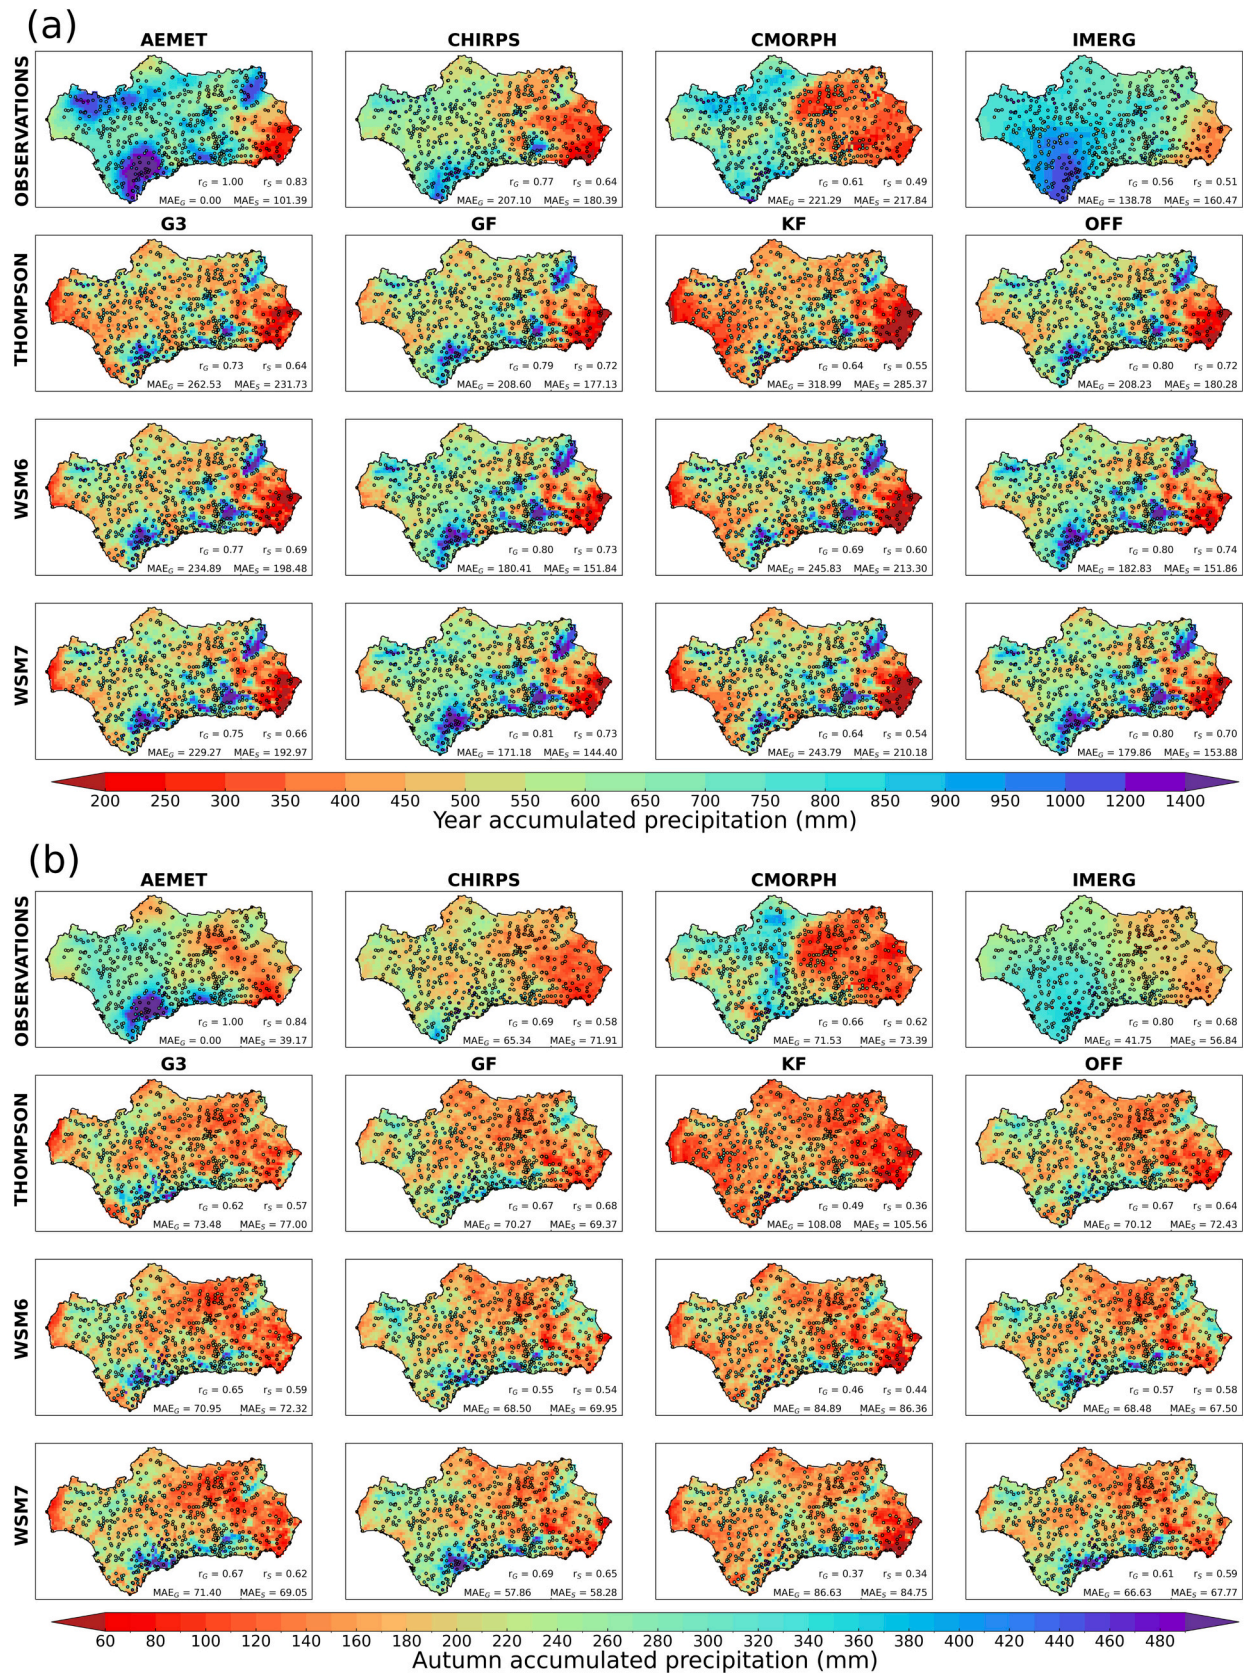 (a)
AEMET CHIRPS CMORPH IMERG
OBSERVATIONS
r_G = 1.00 r_S = 0.83 r_G = 0.77 r_S = 0.64 r_G = 0.61 r_S = 0.49 r_G = 0.56 r_S = 0.51
MAE_G = 0.00 MAE_S = 101.39 MAE_G = 207.10 MAE_S = 180.39 MAE_G = 221.29 MAE_S = 217.84 MAE_G = 138.78 MAE_S = 160.47
G3 GF KF OFF
THOMPSON
r_G = 0.73 r_S = 0.64 r_G = 0.79 r_S = 0.72 r_G = 0.64 r_S = 0.55 r_G = 0.80 r_S = 0.72
MAE_G = 262.53 MAE_S = 231.73 MAE_G = 208.60 MAE_S = 177.13 MAE_G = 318.99 MAE_S = 285.37 MAE_G = 208.23 MAE_S = 180.28
WSM6
r_G = 0.77 r_S = 0.69 r_G = 0.80 r_S = 0.73 r_G = 0.69 r_S = 0.60 r_G = 0.80 r_S = 0.74
MAE_G = 234.89 MAE_S = 198.48 MAE_G = 180.41 MAE_S = 151.84 MAE_G = 245.83 MAE_S = 213.30 MAE_G = 182.83 MAE_S = 151.86
WSM7
r_G = 0.75 r_S = 0.66 r_G = 0.81 r_S = 0.73 r_G = 0.64 r_S = 0.54 r_G = 0.80 r_S = 0.70
MAE_G = 229.27 MAE_S = 192.97 MAE_G = 171.18 MAE_S = 144.40 MAE_G = 243.79 MAE_S = 210.18 MAE_G = 179.86 MAE_S = 153.88
200 250 300 350 400 450 500 550 600 650 700 750 800 850 900 950 1000 1200 1400
Year accumulated precipitation (mm)
(b)
AEMET CHIRPS CMORPH IMERG
OBSERVATIONS
r_G = 1.00 r_S = 0.84 r_G = 0.69 r_S = 0.58 r_G = 0.66 r_S = 0.62 r_G = 0.80 r_S = 0.68
MAE_G = 0.00 MAE_S = 39.17 MAE_G = 65.34 MAE_S = 71.91 MAE_G = 71.53 MAE_S = 73.39 MAE_G = 41.75 MAE_S = 56.84
G3 GF KF OFF
THOMPSON
r_G = 0.62 r_S = 0.57 r_G = 0.67 r_S = 0.68 r_G = 0.49 r_S = 0.36 r_G = 0.67 r_S = 0.64
MAE_G = 73.48 MAE_S = 77.00 MAE_G = 70.27 MAE_S = 69.37 MAE_G = 108.08 MAE_S = 105.56 MAE_G = 70.12 MAE_S = 72.43
WSM6
r_G = 0.65 r_S = 0.59 r_G = 0.55 r_S = 0.54 r_G = 0.46 r_S = 0.44 r_G = 0.57 r_S = 0.58
MAE_G = 70.95 MAE_S = 72.32 MAE_G = 68.50 MAE_S = 69.95 MAE_G = 84.89 MAE_S = 86.36 MAE_G = 68.48 MAE_S = 67.50
WSM7
r_G = 0.67 r_S = 0.62 r_G = 0.69 r_S = 0.65 r_G = 0.37 r_S = 0.34 r_G = 0.61 r_S = 0.59
MAE_G = 71.40 MAE_S = 69.05 MAE_G = 57.86 MAE_S = 58.28 MAE_G = 86.63 MAE_S = 84.75 MAE_G = 66.63 MAE_S = 67.77
60 80 100 120 140 160 180 200 220 240 260 280 300 320 340 360 380 400 420 440 460 480
Autumn accumulated precipitation (mm)